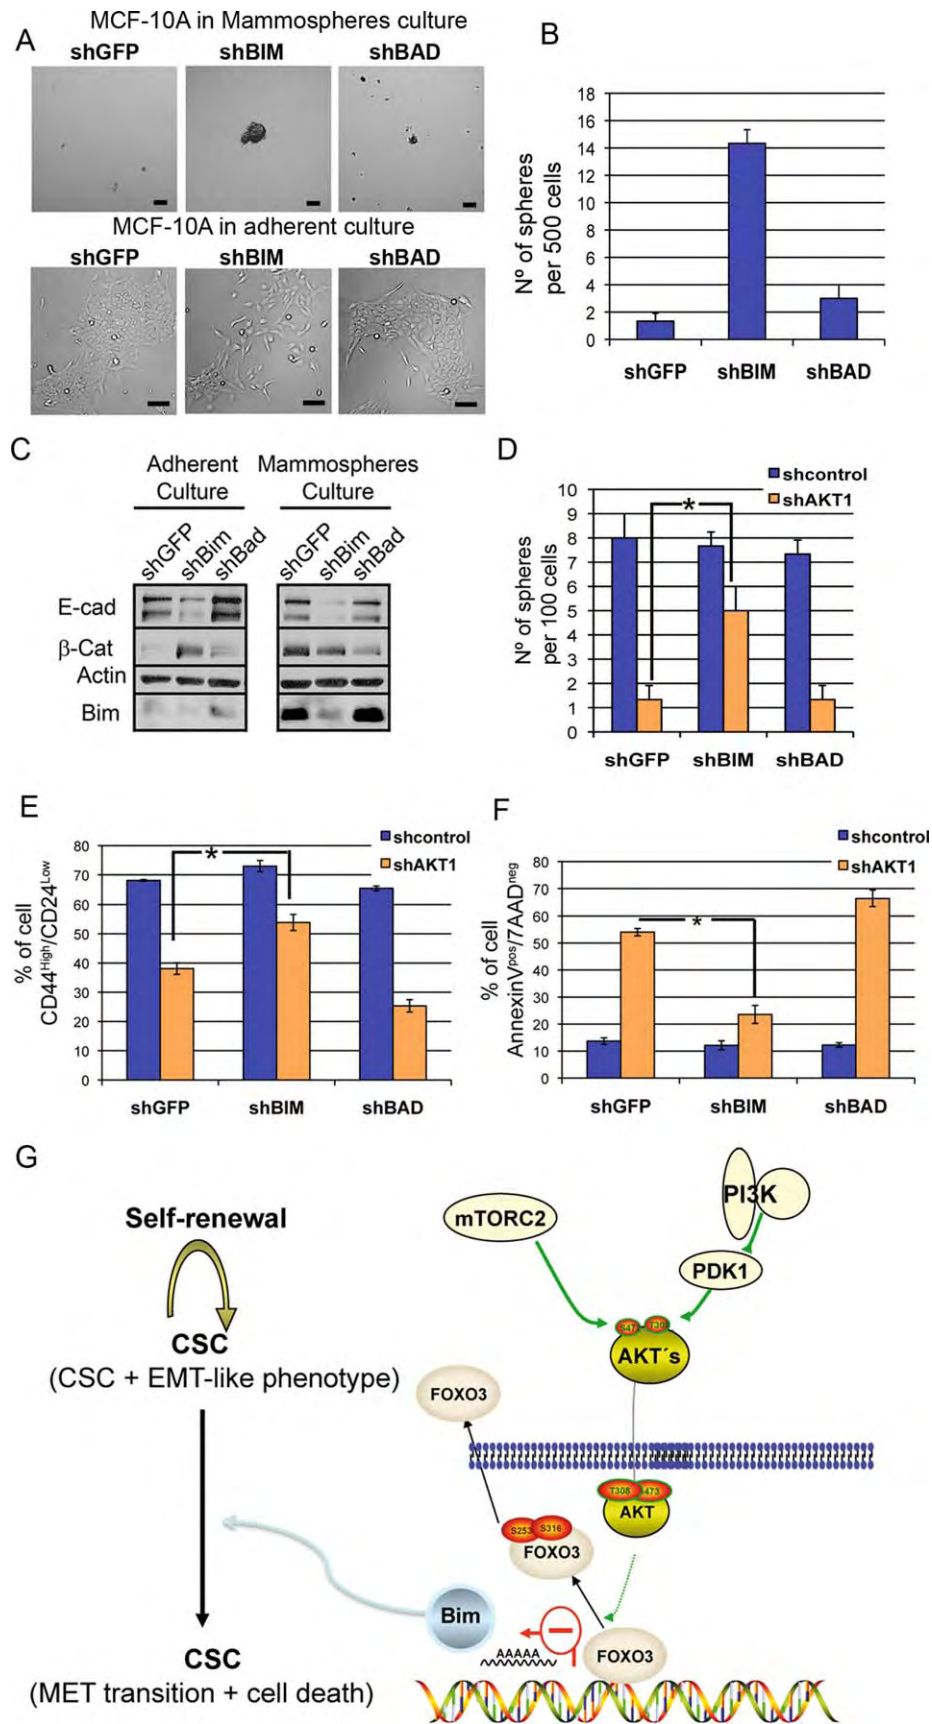 A
MCF-10A in Mammospheres culture
shGFP shBIM shBAD
MCF-10A in adherent culture
shGFP shBIM shBAD
B
Nº of spheres
per 500 cells
18
16
14
12
10
8
6
4
2
0
shGFP shBIM shBAD
C
Adherent Culture
Mammospheres Culture
shGFP shBim shBad
shGFP shBim shBad
E-cad
β-Cat
Actin
Bim
D
shcontrol
shAKT1
Nº of spheres
per 100 cells
10
9
8
7
6
5
4
3
2
1
0
*
shGFP shBIM shBAD
E
shcontrol
shAKT1
% of cell
CD44High/CD24Low
80
70
60
50
40
30
20
10
0
*
shGFP shBIM shBAD
F
shcontrol
shAKT1
% of cell
AnnexinVpos/7AADneg
80
70
60
50
40
30
20
10
0
*
shGFP shBIM shBAD
G
Self-renewal
CSC
(CSC + EMT-like phenotype)
CSC
(MET transition + cell death)
mTORC2
PI3K
PDK1
AKT´s
FOXO3
T308
473
AKT
S253
S316
FOXO3
Bim
AAAAA
FOXO3